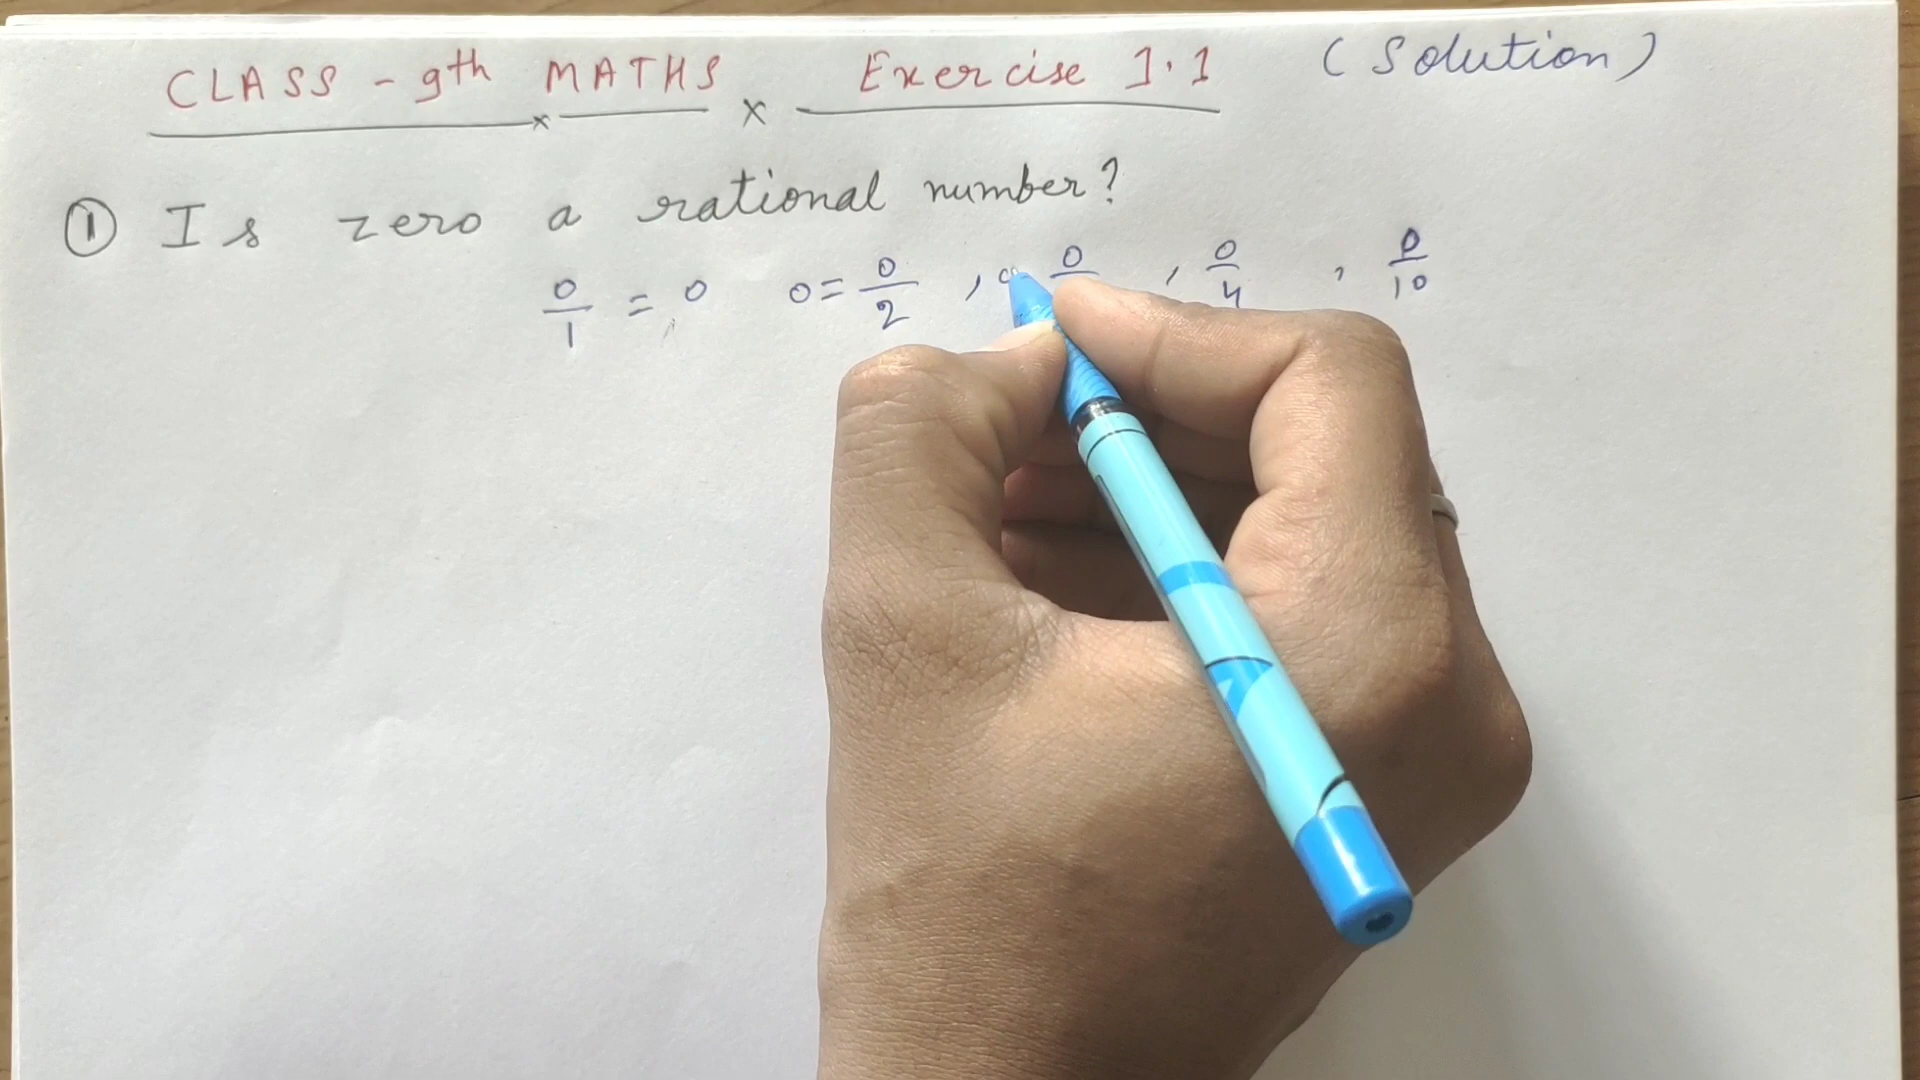 CLASS - 9th MATHS x Exercise 1.1 (Solution)
① Is zero a rational number?
0/1 = 0 0 = 0/2 , 0 , 0/4 , 0/10